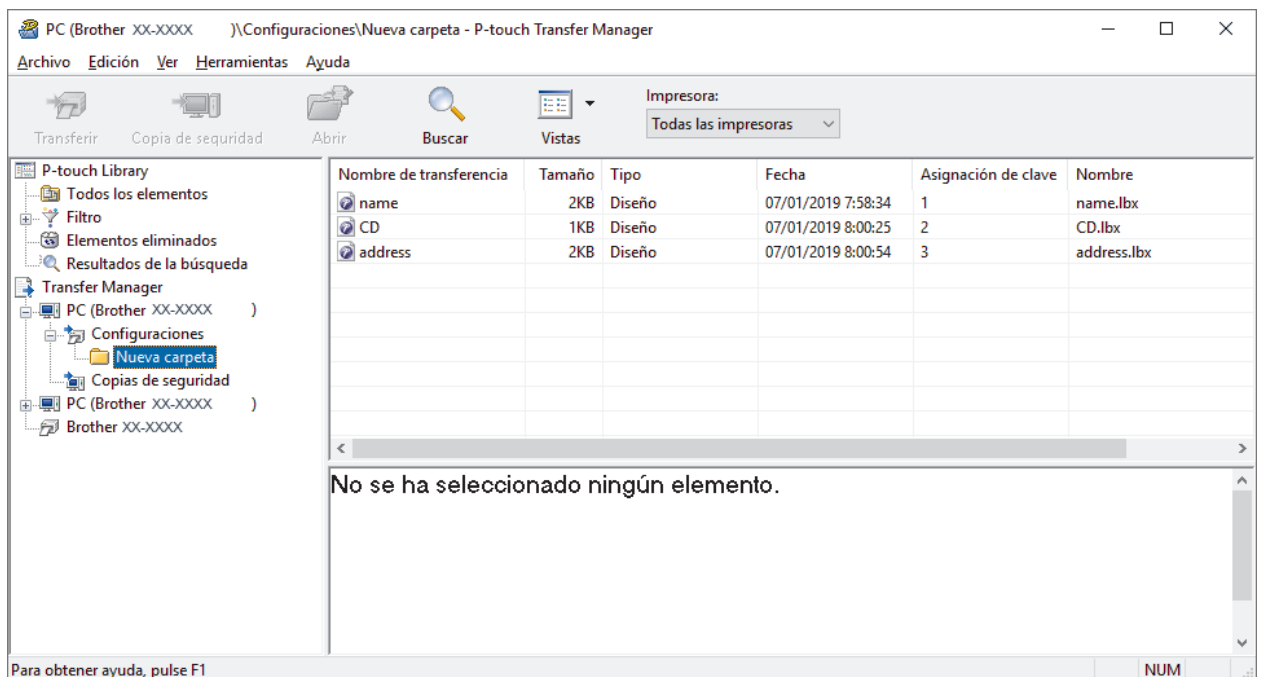 PC (Brother XX-XXXX )\Configuraciones\Nueva carpeta - P-touch Transfer Manager
Archivo Edición Ver Herramientas Ayuda
Transferir Copia de seguridad Abrir Buscar Vistas
Impresora:
Todas las impresoras
P-touch Library
Todos los elementos
Filtro
Elementos eliminados
Resultados de la búsqueda
Transfer Manager
PC (Brother XX-XXXX )
Configuraciones
Nueva carpeta
Copias de seguridad
PC (Brother XX-XXXX )
Brother XX-XXXX
Nombre de transferencia Tamaño Tipo Fecha Asignación de clave Nombre
name 2KB Diseño 07/01/2019 7:58:34 1 name.lbx
CD 1KB Diseño 07/01/2019 8:00:25 2 CD.lbx
address 2KB Diseño 07/01/2019 8:00:54 3 address.lbx
No se ha seleccionado ningún elemento.
Para obtener ayuda, pulse F1 NUM